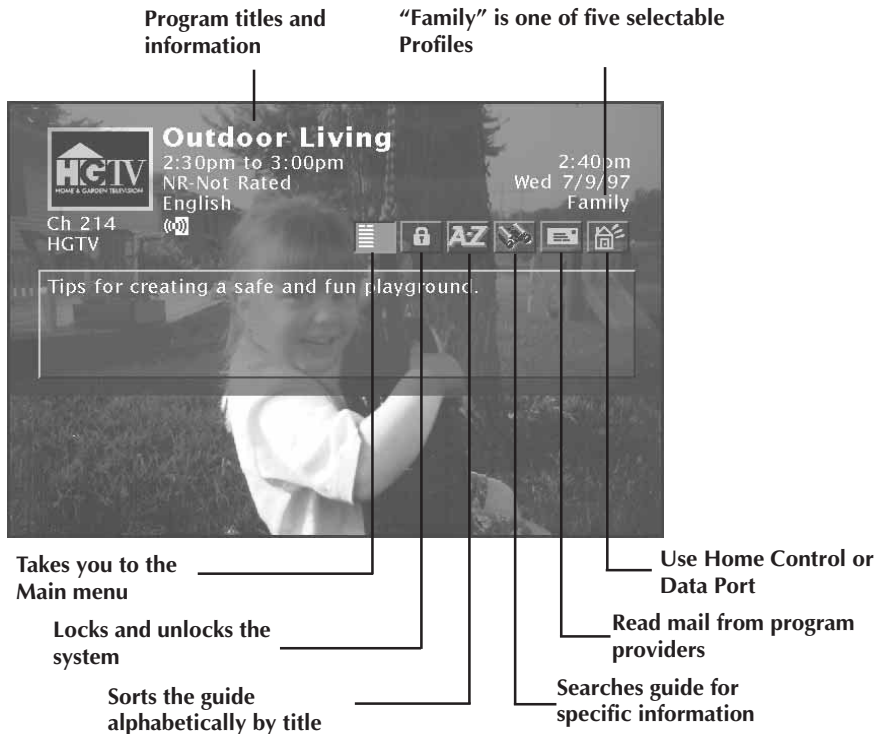 Program titles and
information
“Family” is one of five selectable
Profiles
HGTV
HOME & GARDEN TELEVISION
Outdoor Living
2:30pm to 3:00pm
NR-Not Rated
English
2:40pm
Wed 7/9/97
Family
Ch 214
HGTV
A-Z
Tips for creating a safe and fun playground.
Takes you to the
Main menu
Locks and unlocks the
system
Sorts the guide
alphabetically by title
Use Home Control or
Data Port
Read mail from program
providers
Searches guide for
specific information